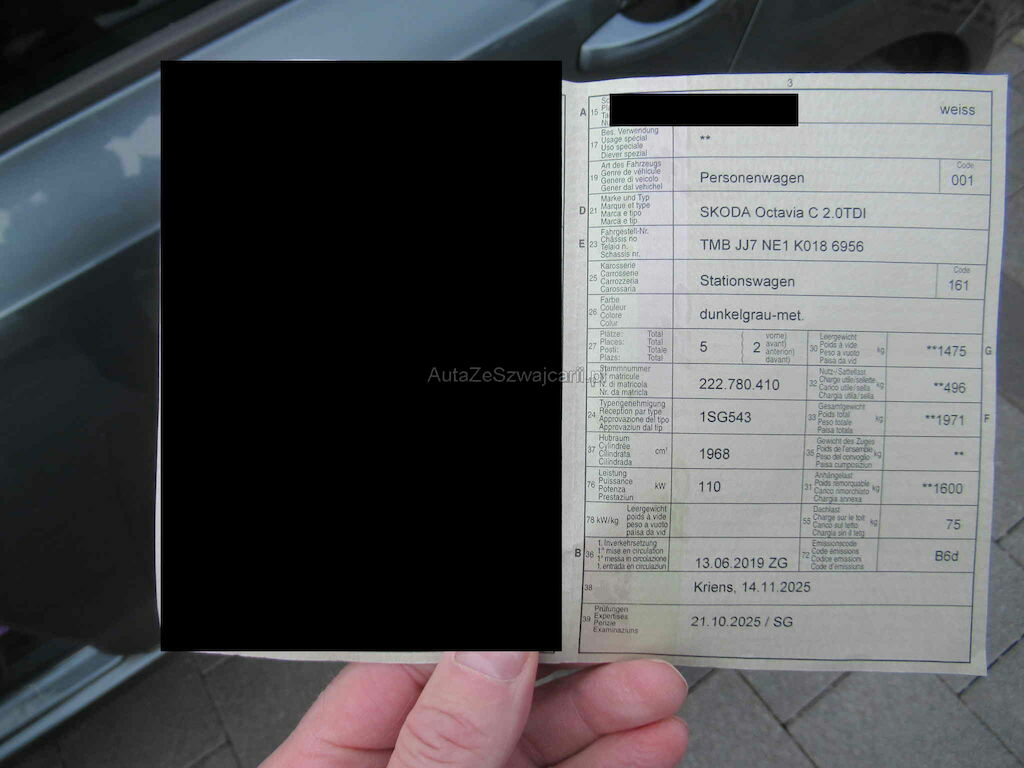 3
A 15 weiss
17 Bes. Verwendung
Usage spécial
Uso speciale
Diever spezial
**
19 Art des Fahrzeugs
Genre de véhicule
Genere di veicolo
Gener dal vehichel
Personenwagen
Code
001
D 21 Marke und Typ
Marque et type
Marca e tipo
Marca e tip
SKODA Octavia C 2.0TDI
E 23 Fahrgestell-Nr.
Châssis no
Telaio n.
Schassis nr.
TMB JJ7 NE1 K018 6956
25 Karosserie
Carrosserie
Carrozzeria
Carossaria
Stationswagen
Code
161
26 Farbe
Couleur
Colore
Colur
dunkelgrau-met.
27 Plätze: Total
Places: Total
Posti: Totale
Plazs: Total
5 2
vorne)
avant)
anteriori)
davant)
30 Leergewicht
Poids à vide
Peso a vuoto
Paisa da vid
kg
**1475 G
Stammnummer
N° matricule
N. di matricola
Nr. da matricla
222.780.410
32 Nutz-/Sattellast
Charge utile/sellette
Carico utile/sella
Chargia utila/sella
kg
**496
24 Typengenehmigung
Réception par type
Approvazione del tipo
Approvaziun dal tip
1SG543
33 Gesamtgewicht
Poids total
Peso totale
Paisa totala
kg
**1971 F
37 Hubraum
Cylindrée
Cilindrata
Cilindrada
cm³
1968
35 Gewicht des Zuges
Poids de l'ensemble
Peso del convoglio
Paisa cumposiziun
kg
**
76 Leistung
Puissance
Potenza
Prestaziun
kW
110
31 Anhängelast
Poids remorquable
Carico rimorchiato
Chargia annexa
kg
**1600
78 kW/kg
Leergewicht
poids à vide
peso a vuoto
paisa da vid
55 Dachlast
Charge sur le toit
Carico sul tetto
Chargia sin il tetg
kg
75
B 36 1. Inverkehrsetzung
1re mise en circulation
1a messa in circolazione
1. entrada en circulaziun
13.06.2019 ZG
72 Emissionscode
Code émissions
Codice emissioni
Code d'emissiuns
B6d
38 Kriens, 14.11.2025
39 Prüfungen
Expertises
Perizie
Examinaziuns
21.10.2025 / SG
AutaZeSzwajcarii.pl